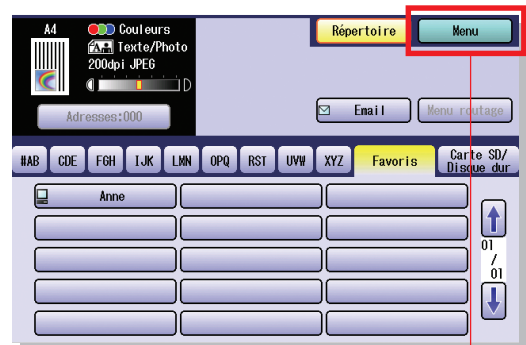 A4 Couleurs
A A Texte/Photo
200dpi JPEG
D
Adresses:000
Répertoire Menu
Email Menu routage
#AB CDE FGH IJK LMN OPQ RST UVW XYZ Favoris Carte SD/
Disque dur
Anne
01
/
01